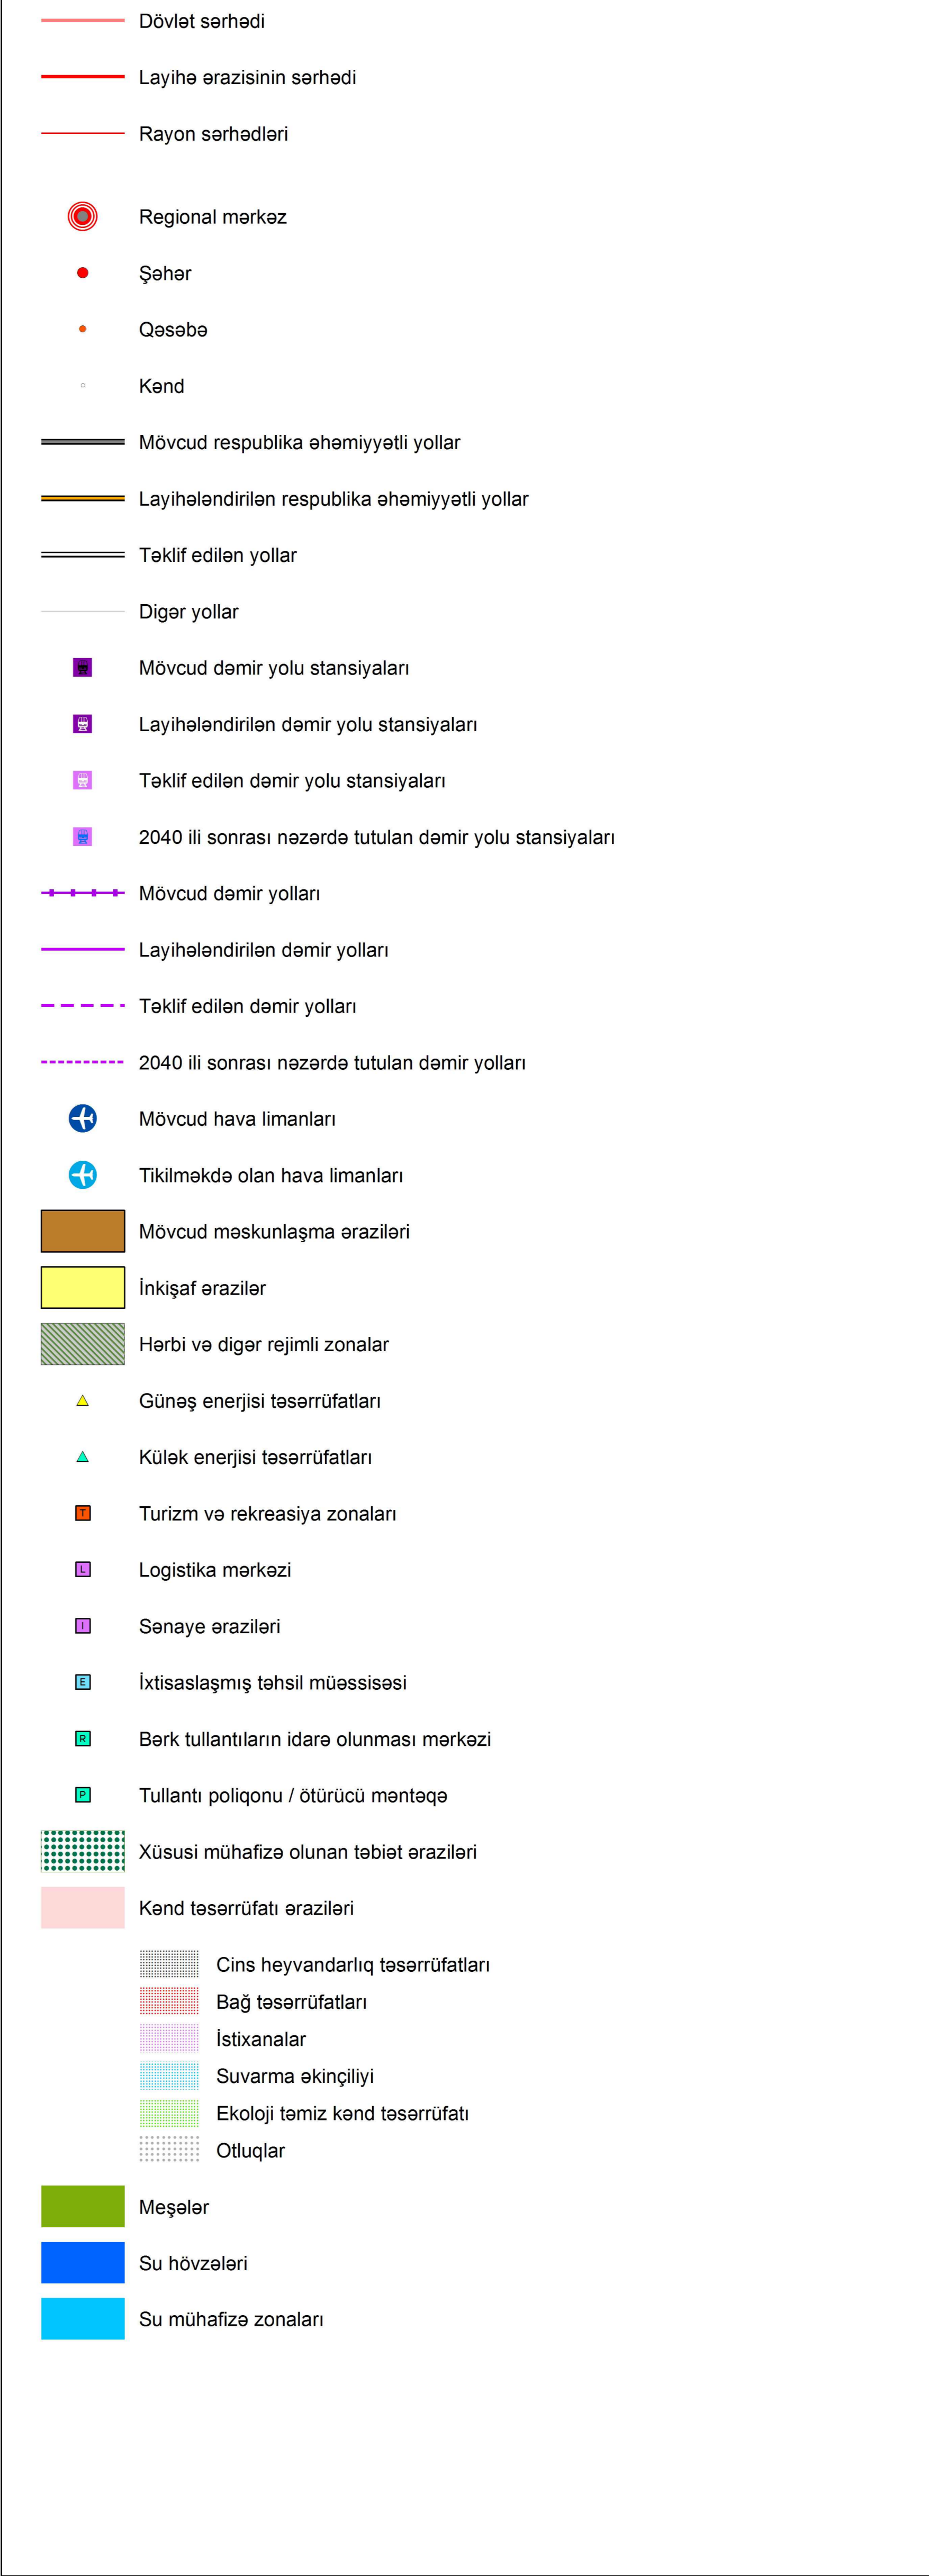 Dövlət sərhədi
Layihə ərazisinin sərhədi
Rayon sərhədləri
Regional mərkəz
Şəhər
Qəsəbə
Kənd
Mövcud respublika əhəmiyyətli yollar
Layihələndirilən respublika əhəmiyyətli yollar
Təklif edilən yollar
Digər yollar
Mövcud dəmir yolu stansiyaları
Layihələndirilən dəmir yolu stansiyaları
Təklif edilən dəmir yolu stansiyaları
2040 ili sonrası nəzərdə tutulan dəmir yolu stansiyaları
Mövcud dəmir yolları
Layihələndirilən dəmir yolları
Təklif edilən dəmir yolları
2040 ili sonrası nəzərdə tutulan dəmir yolları
Mövcud hava limanları
Tikilməkdə olan hava limanları
Mövcud məskunlaşma əraziləri
İnkişaf ərazilər
Hərbi və digər rejimli zonalar
Günəş enerjisi təsərrüfatları
Külək enerjisi təsərrüfatları
T Turizm və rekreasiya zonaları
L Logistika mərkəzi
I Sənaye əraziləri
E İxtisaslaşmış təhsil müəssisəsi
R Bərk tullantıların idarə olunması mərkəzi
P Tullantı poliqonu / ötürücü məntəqə
Xüsusi mühafizə olunan təbiət əraziləri
Kənd təsərrüfatı əraziləri
Cins heyvandarlıq təsərrüfatları
Bağ təsərrüfatları
İstixanalar
Suvarma əkinçiliyi
Ekoloji təmiz kənd təsərrüfatı
Otluqlar
Meşələr
Su hövzələri
Su mühafizə zonaları